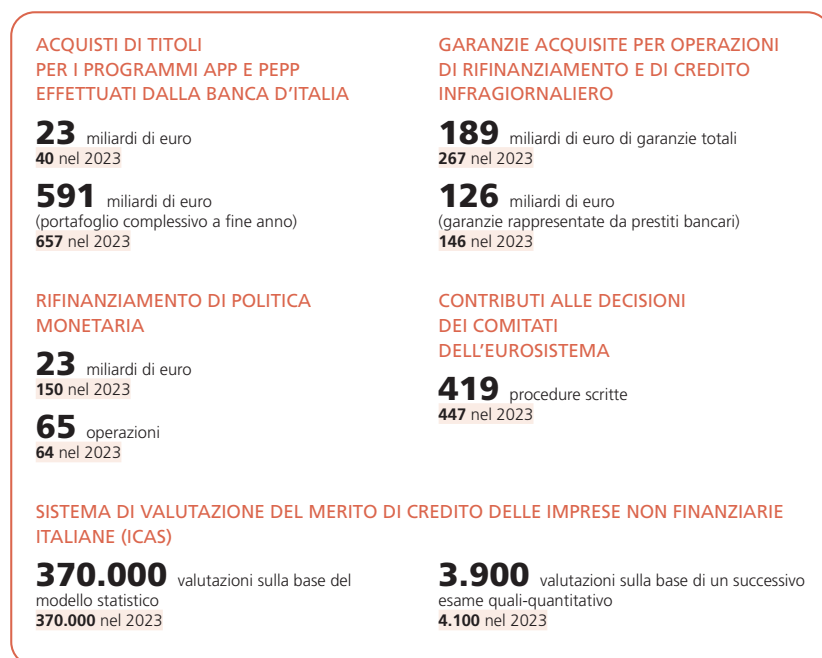 ACQUISTI DI TITOLI
PER I PROGRAMMI APP E PEPP
EFFETTUATI DALLA BANCA D'ITALIA
23 miliardi di euro
40 nel 2023
591 miliardi di euro
(portafoglio complessivo a fine anno)
657 nel 2023
GARANZIE ACQUISITE PER OPERAZIONI
DI RIFINANZIAMENTO E DI CREDITO
INFRAGIORNALIERO
189 miliardi di euro di garanzie totali
267 nel 2023
126 miliardi di euro
(garanzie rappresentate da prestiti bancari)
146 nel 2023
RIFINANZIAMENTO DI POLITICA
MONETARIA
23 miliardi di euro
150 nel 2023
65 operazioni
64 nel 2023
CONTRIBUTI ALLE DECISIONI
DEI COMITATI
DELL'EUROSISTEMA
419 procedure scritte
447 nel 2023
SISTEMA DI VALUTAZIONE DEL MERITO DI CREDITO DELLE IMPRESE NON FINANZIARIE
ITALIANE (ICAS)
370.000 valutazioni sulla base del
modello statistico
370.000 nel 2023
3.900 valutazioni sulla base di un successivo
esame quali-quantitativo
4.100 nel 2023